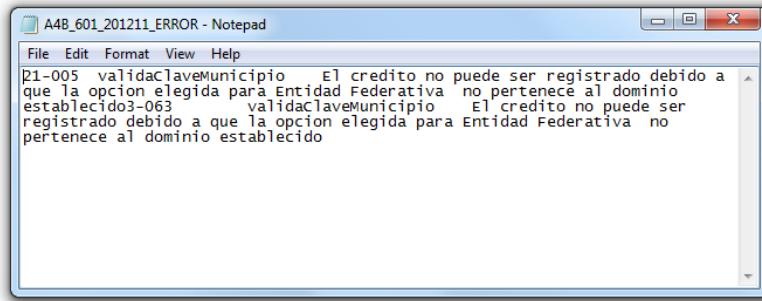 A4B_601_201211_ERROR - Notepad
File Edit Format View Help
21-005  validaClaveMunicipio    El credito no puede ser registrado debido a
que la opcion elegida para Entidad Federativa  no pertenece al dominio
establecido3-063        validaClaveMunicipio    El credito no puede ser
registrado debido a que la opcion elegida para Entidad Federativa  no
pertenece al dominio establecido